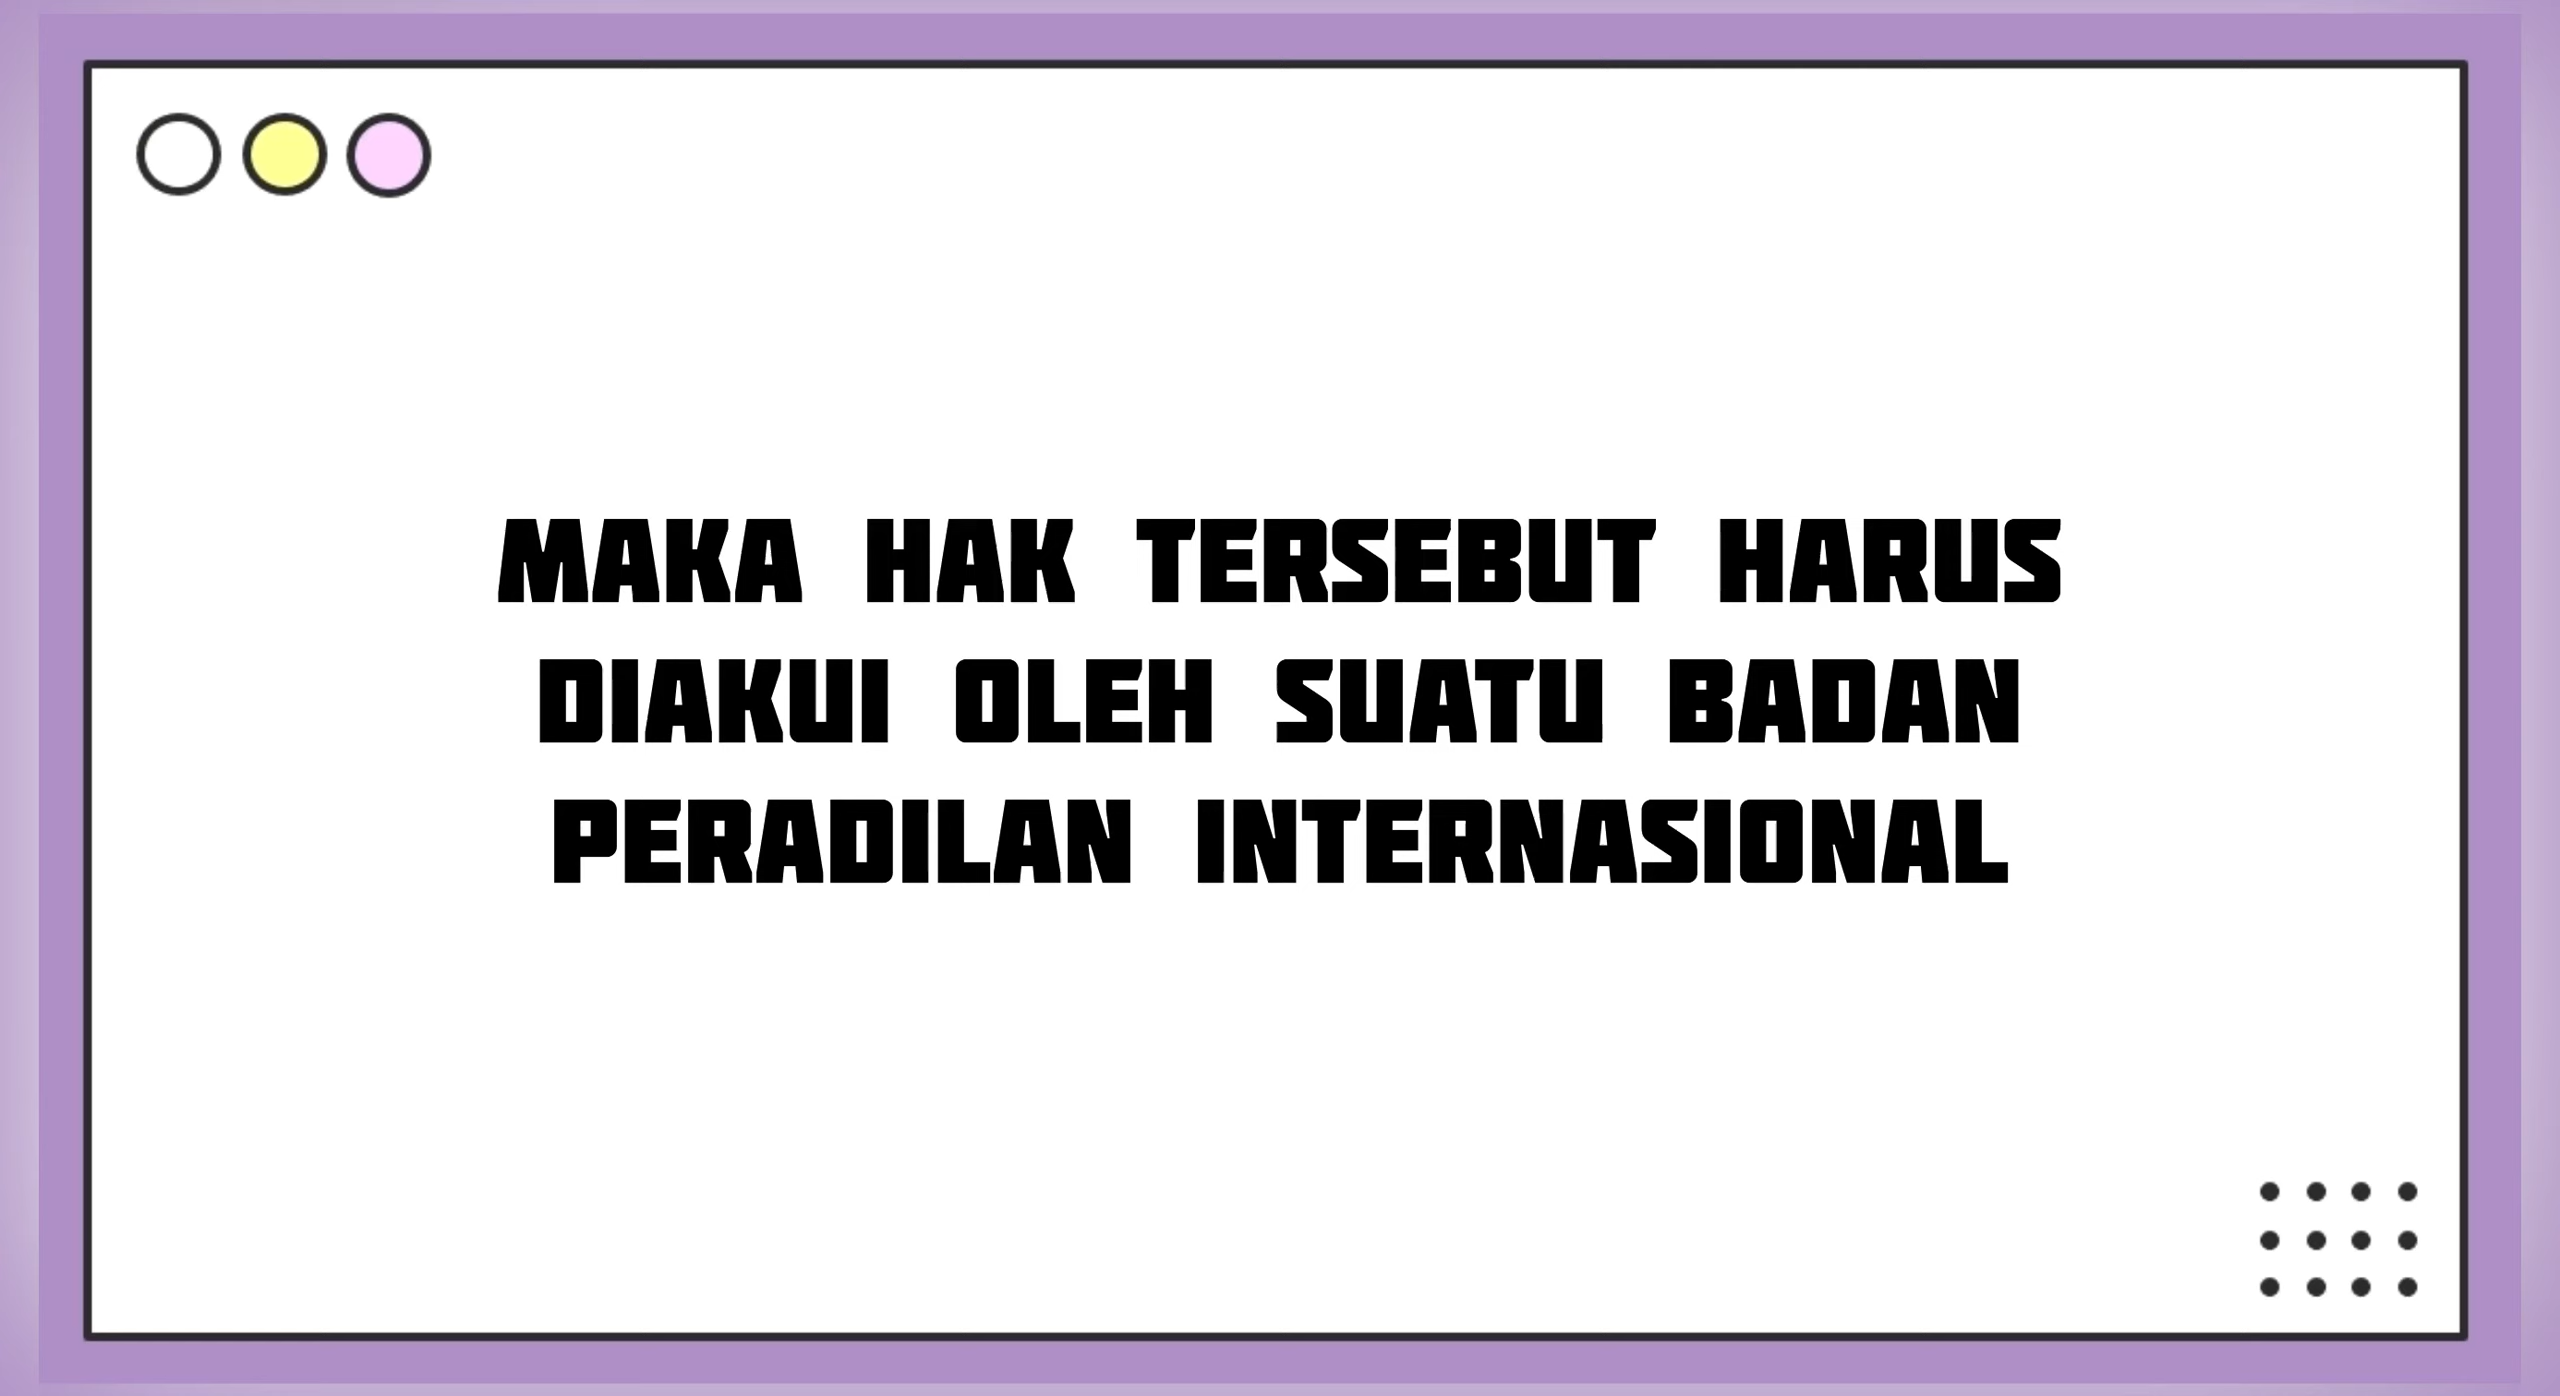 MAKA HAK TERSEBUT HARUS
DIAKUI OLEH SUATU BADAN
PERADILAN INTERNASIONAL